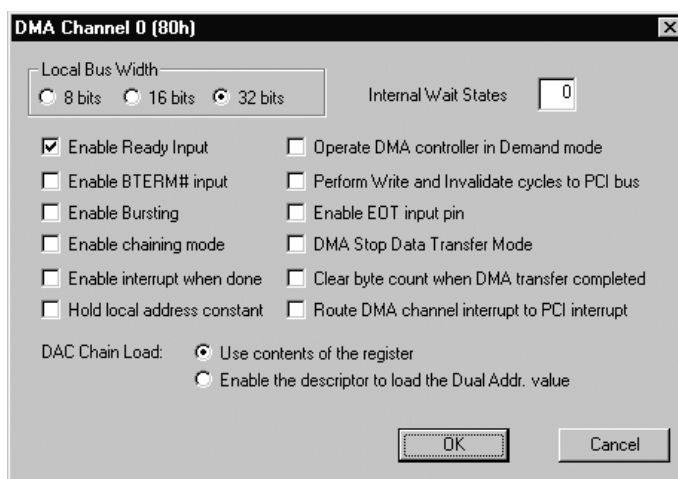 DMA Channel 0 (80h)
Local Bus Width
8 bits 16 bits 32 bits
Internal Wait States 0
Enable Ready Input Operate DMA controller in Demand mode
Enable BTERM# input Perform Write and Invalidate cycles to PCI bus
Enable Bursting Enable EOT input pin
Enable chaining mode DMA Stop Data Transfer Mode
Enable interrupt when done Clear byte count when DMA transfer completed
Hold local address constant Route DMA channel interrupt to PCI interrupt
DAC Chain Load: Use contents of the register
Enable the descriptor to load the Dual Addr. value
OK Cancel